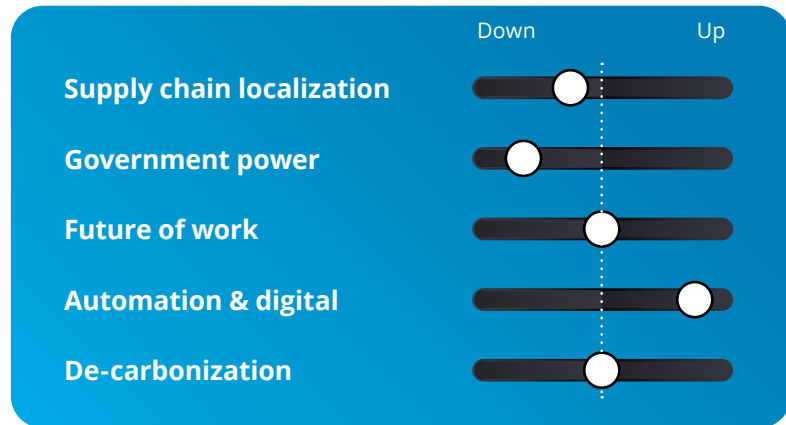 Down Up
Supply chain localization
Government power
Future of work
Automation & digital
De-carbonization